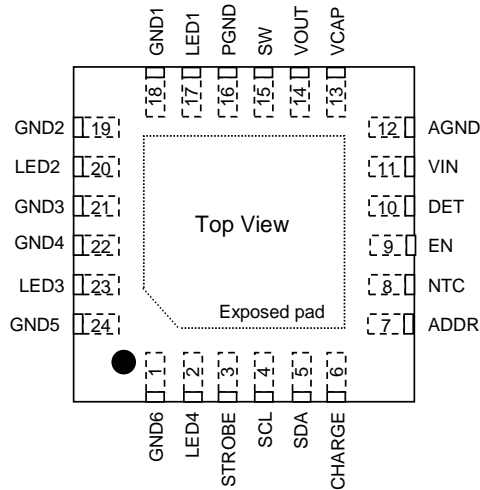 GND1
LED1
PGND
SW
VOUT
VCAP
18
17
16
15
14
13
GND2 19
LED2 20
GND3 21
GND4 22
LED3 23
GND5 24
12 AGND
11 VIN
10 DET
9 EN
8 NTC
7 ADDR
Top View
Exposed pad
1
2
3
4
5
6
GND6
LED4
STROBE
SCL
SDA
CHARGE